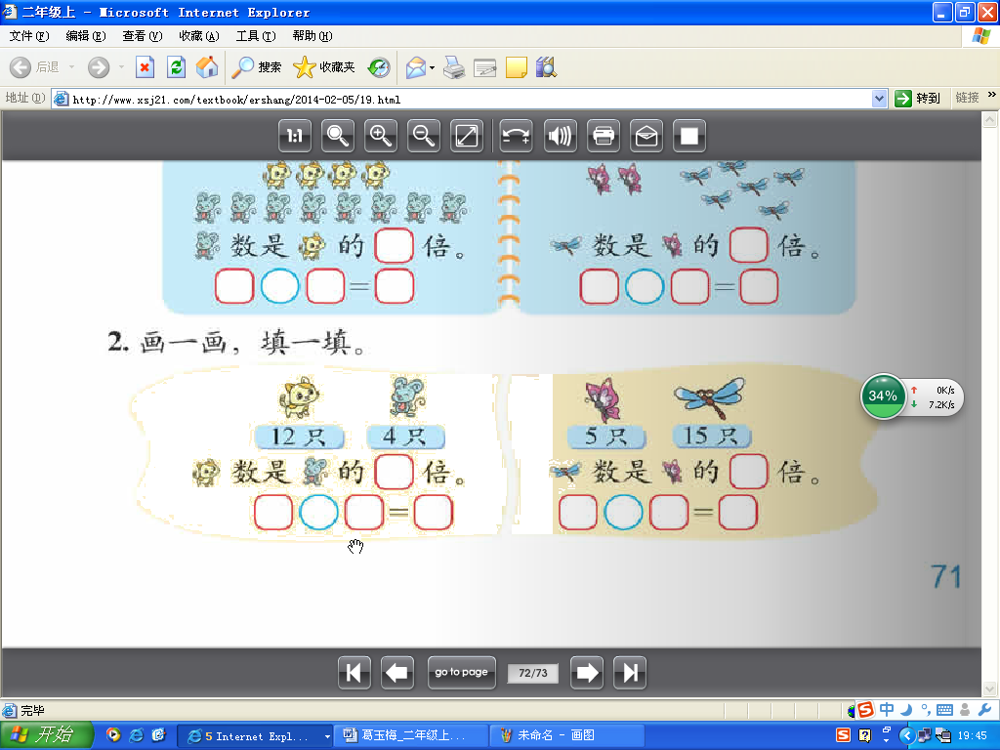 二年级上 - Microsoft Internet Explorer
文件(F) 编辑(E) 查看(V) 收藏(A) 工具(T) 帮助(H)
后退 搜索 收藏夹
地址(D) http://www.xsj21.com/textbook/ershang/2014-02-05/19.html 转到 链接 »
1:1
数是 的 倍。 数是 的 倍。
= =
2. 画一画，填一填。
34% 0K/s
7.2K/s
12只 4只 5只 15只
数是 的 倍。 数是 的 倍。
= =
71
go to page 72/73
完毕 中
开始 5 Internet Expl... 葛玉梅_二年级上... 未命名 - 画图 19:45